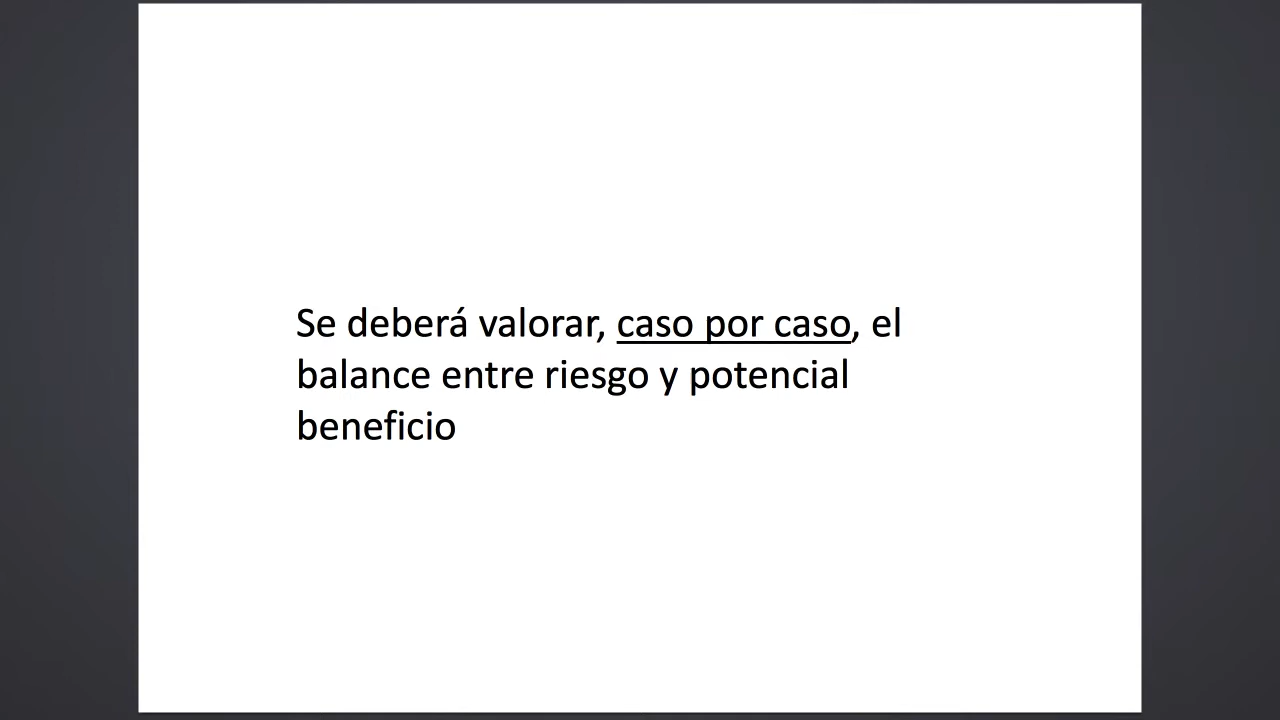 Se deberá valorar, caso por caso, el
balance entre riesgo y potencial
beneficio